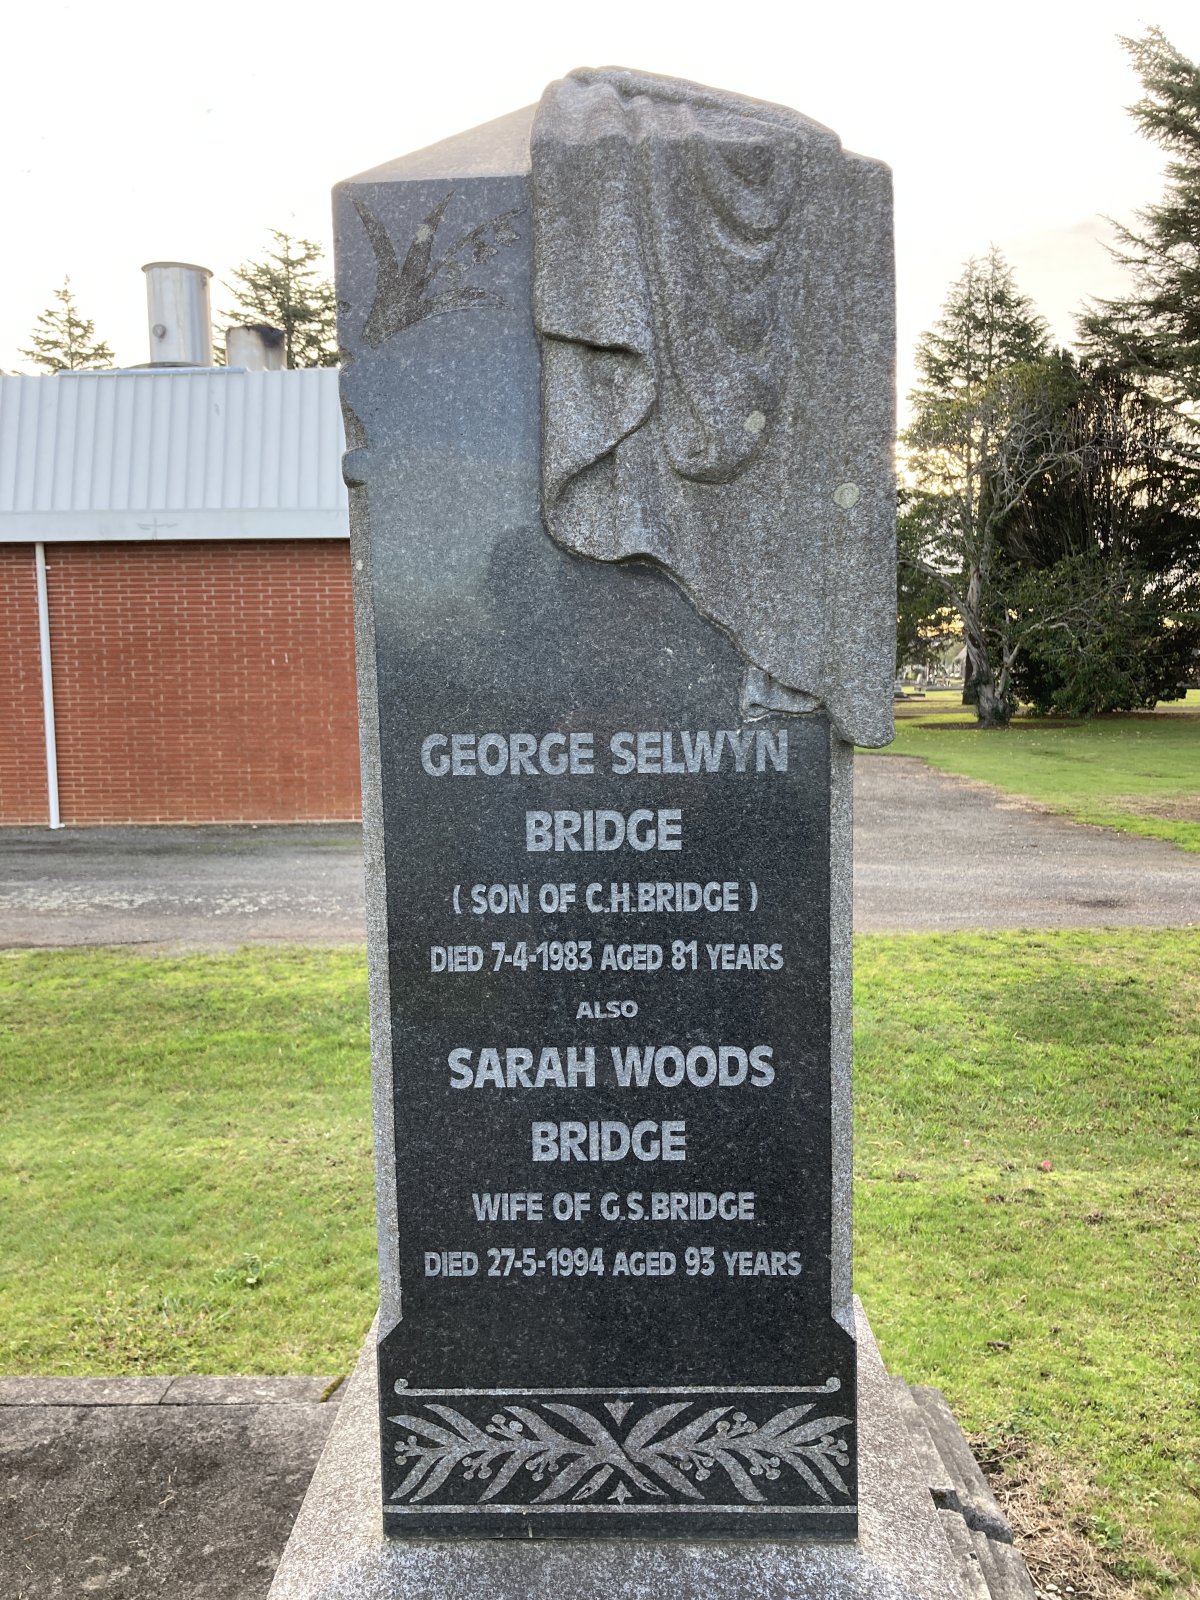 GEORGE SELWYN
BRIDGE
( SON OF C.H.BRIDGE )
DIED 7-4-1983 AGED 81 YEARS
ALSO
SARAH WOODS
BRIDGE
WIFE OF G.S.BRIDGE
DIED 27-5-1994 AGED 93 YEARS